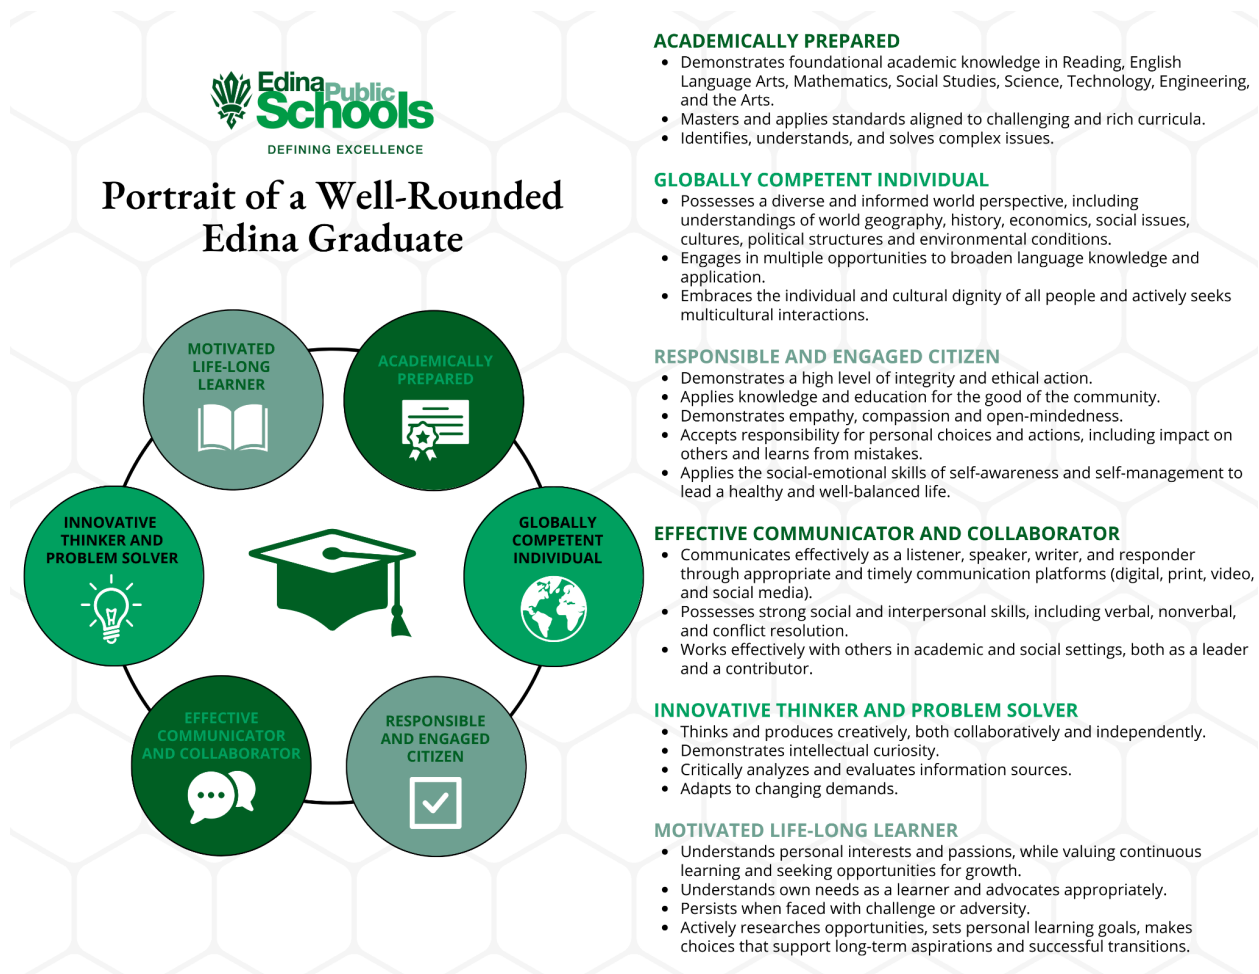 Edina Public
Schools
DEFINING EXCELLENCE
Portrait of a Well-Rounded
Edina Graduate
MOTIVATED
LIFE-LONG
LEARNER
ACADEMICALLY
PREPARED
INNOVATIVE
THINKER AND
PROBLEM SOLVER
GLOBALLY
COMPETENT
INDIVIDUAL
EFFECTIVE
COMMUNICATOR
AND COLLABORATOR
RESPONSIBLE
AND ENGAGED
CITIZEN
ACADEMICALLY PREPARED
• Demonstrates foundational academic knowledge in Reading, English
Language Arts, Mathematics, Social Studies, Science, Technology, Engineering,
and the Arts.
• Masters and applies standards aligned to challenging and rich curricula.
• Identifies, understands, and solves complex issues.
GLOBALLY COMPETENT INDIVIDUAL
• Possesses a diverse and informed world perspective, including
understandings of world geography, history, economics, social issues,
cultures, political structures and environmental conditions.
• Engages in multiple opportunities to broaden language knowledge and
application.
• Embraces the individual and cultural dignity of all people and actively seeks
multicultural interactions.
RESPONSIBLE AND ENGAGED CITIZEN
• Demonstrates a high level of integrity and ethical action.
• Applies knowledge and education for the good of the community.
• Demonstrates empathy, compassion and open-mindedness.
• Accepts responsibility for personal choices and actions, including impact on
others and learns from mistakes.
• Applies the social-emotional skills of self-awareness and self-management to
lead a healthy and well-balanced life.
EFFECTIVE COMMUNICATOR AND COLLABORATOR
• Communicates effectively as a listener, speaker, writer, and responder
through appropriate and timely communication platforms (digital, print, video,
and social media).
• Possesses strong social and interpersonal skills, including verbal, nonverbal,
and conflict resolution.
• Works effectively with others in academic and social settings, both as a leader
and a contributor.
INNOVATIVE THINKER AND PROBLEM SOLVER
• Thinks and produces creatively, both collaboratively and independently.
• Demonstrates intellectual curiosity.
• Critically analyzes and evaluates information sources.
• Adapts to changing demands.
MOTIVATED LIFE-LONG LEARNER
• Understands personal interests and passions, while valuing continuous
learning and seeking opportunities for growth.
• Understands own needs as a learner and advocates appropriately.
• Persists when faced with challenge or adversity.
• Actively researches opportunities, sets personal learning goals, makes
choices that support long-term aspirations and successful transitions.